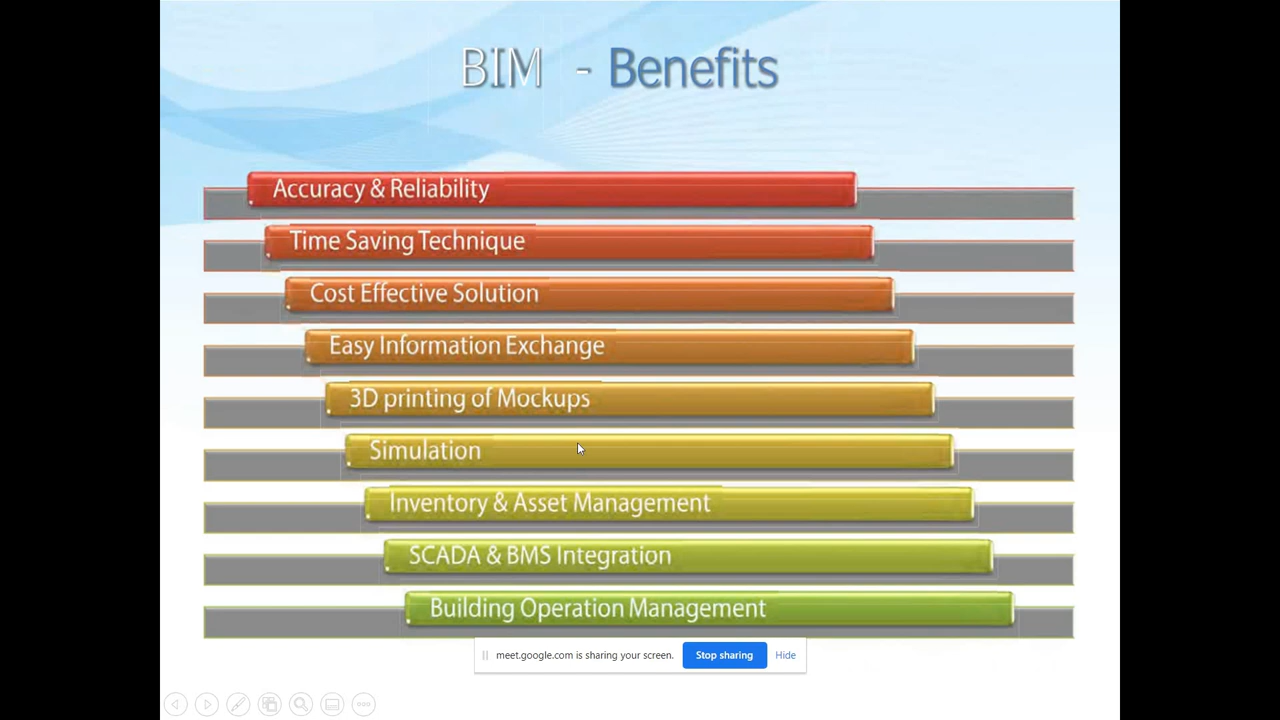 BIM - Benefits
Accuracy & Reliability
Time Saving Technique
Cost Effective Solution
Easy Information Exchange
3D printing of Mockups
Simulation
Inventory & Asset Management
SCADA & BMS Integration
Building Operation Management
meet.google.com is sharing your screen. Stop sharing Hide